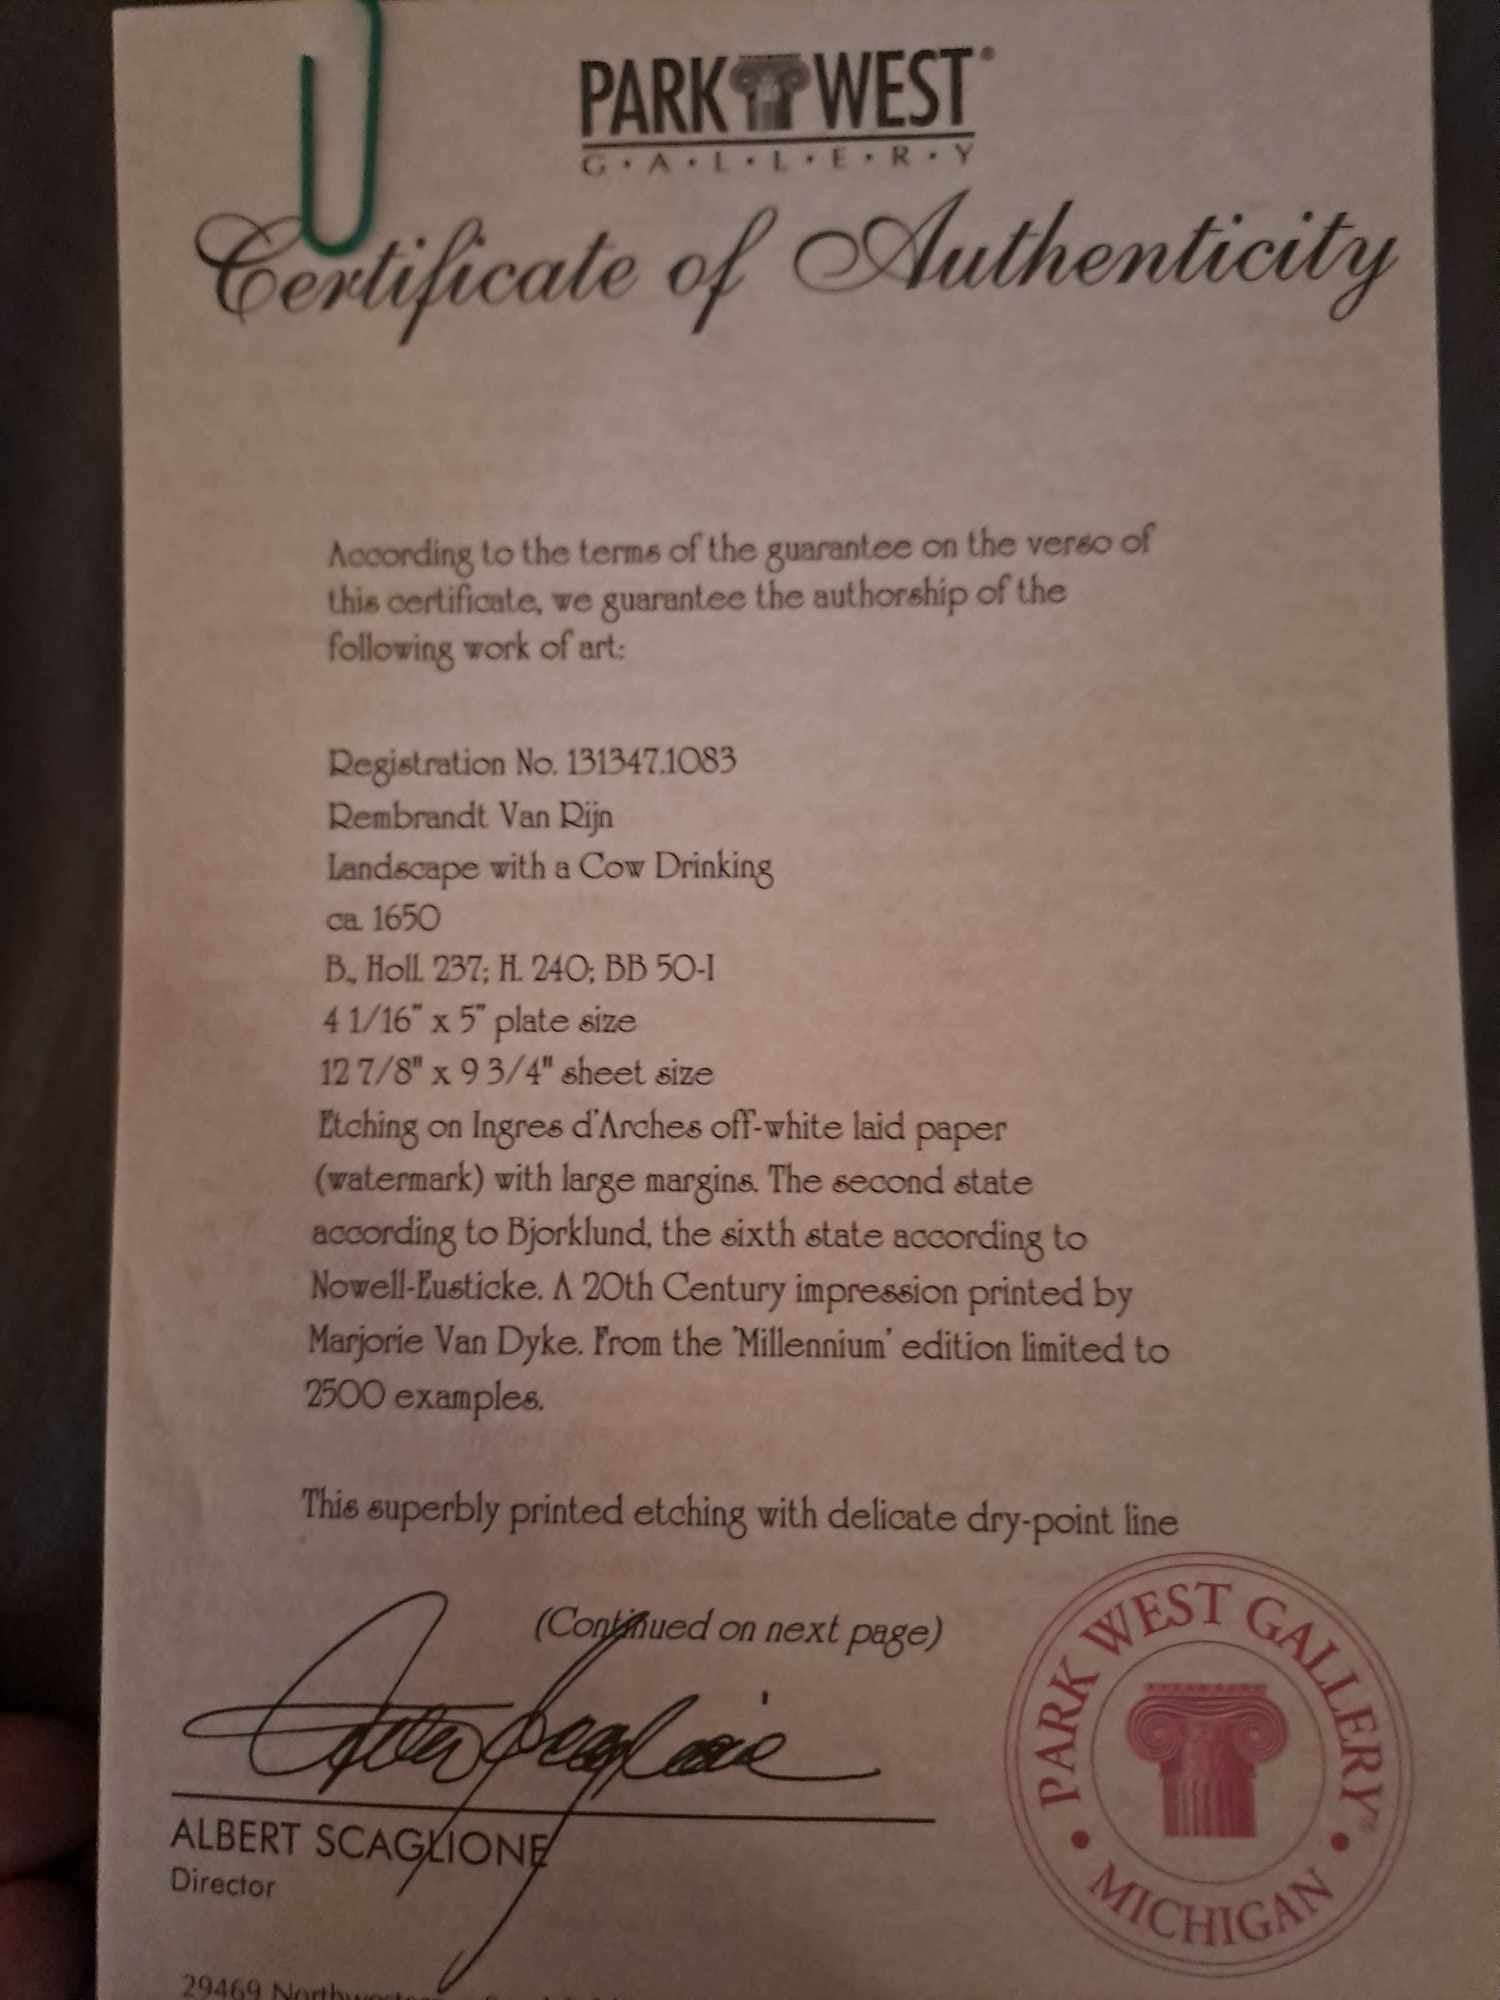 PARK WEST®
G·A·L·L·E·R·Y
Certificate of Authenticity
According to the terms of the guarantee on the verso of
this certificate, we guarantee the authorship of the
following work of art:
Registration No. 131347.1083
Rembrandt Van Rijn
Landscape with a Cow Drinking
ca. 1650
B., Holl. 237; H. 240; BB 50-I
4 1/16" x 5" plate size
12 7/8" x 9 3/4" sheet size
Etching on Ingres d'Arches off-white laid paper
(watermark) with large margins. The second state
according to Bjorklund, the sixth state according to
Nowell-Eusticke. A 20th Century impression printed by
Marjorie Van Dyke. From the 'Millennium' edition limited to
2500 examples.
This superbly printed etching with delicate dry-point line
(Continued on next page)
ALBERT SCAGLIONE
Director
PARK WEST GALLERY®
• MICHIGAN •
29469